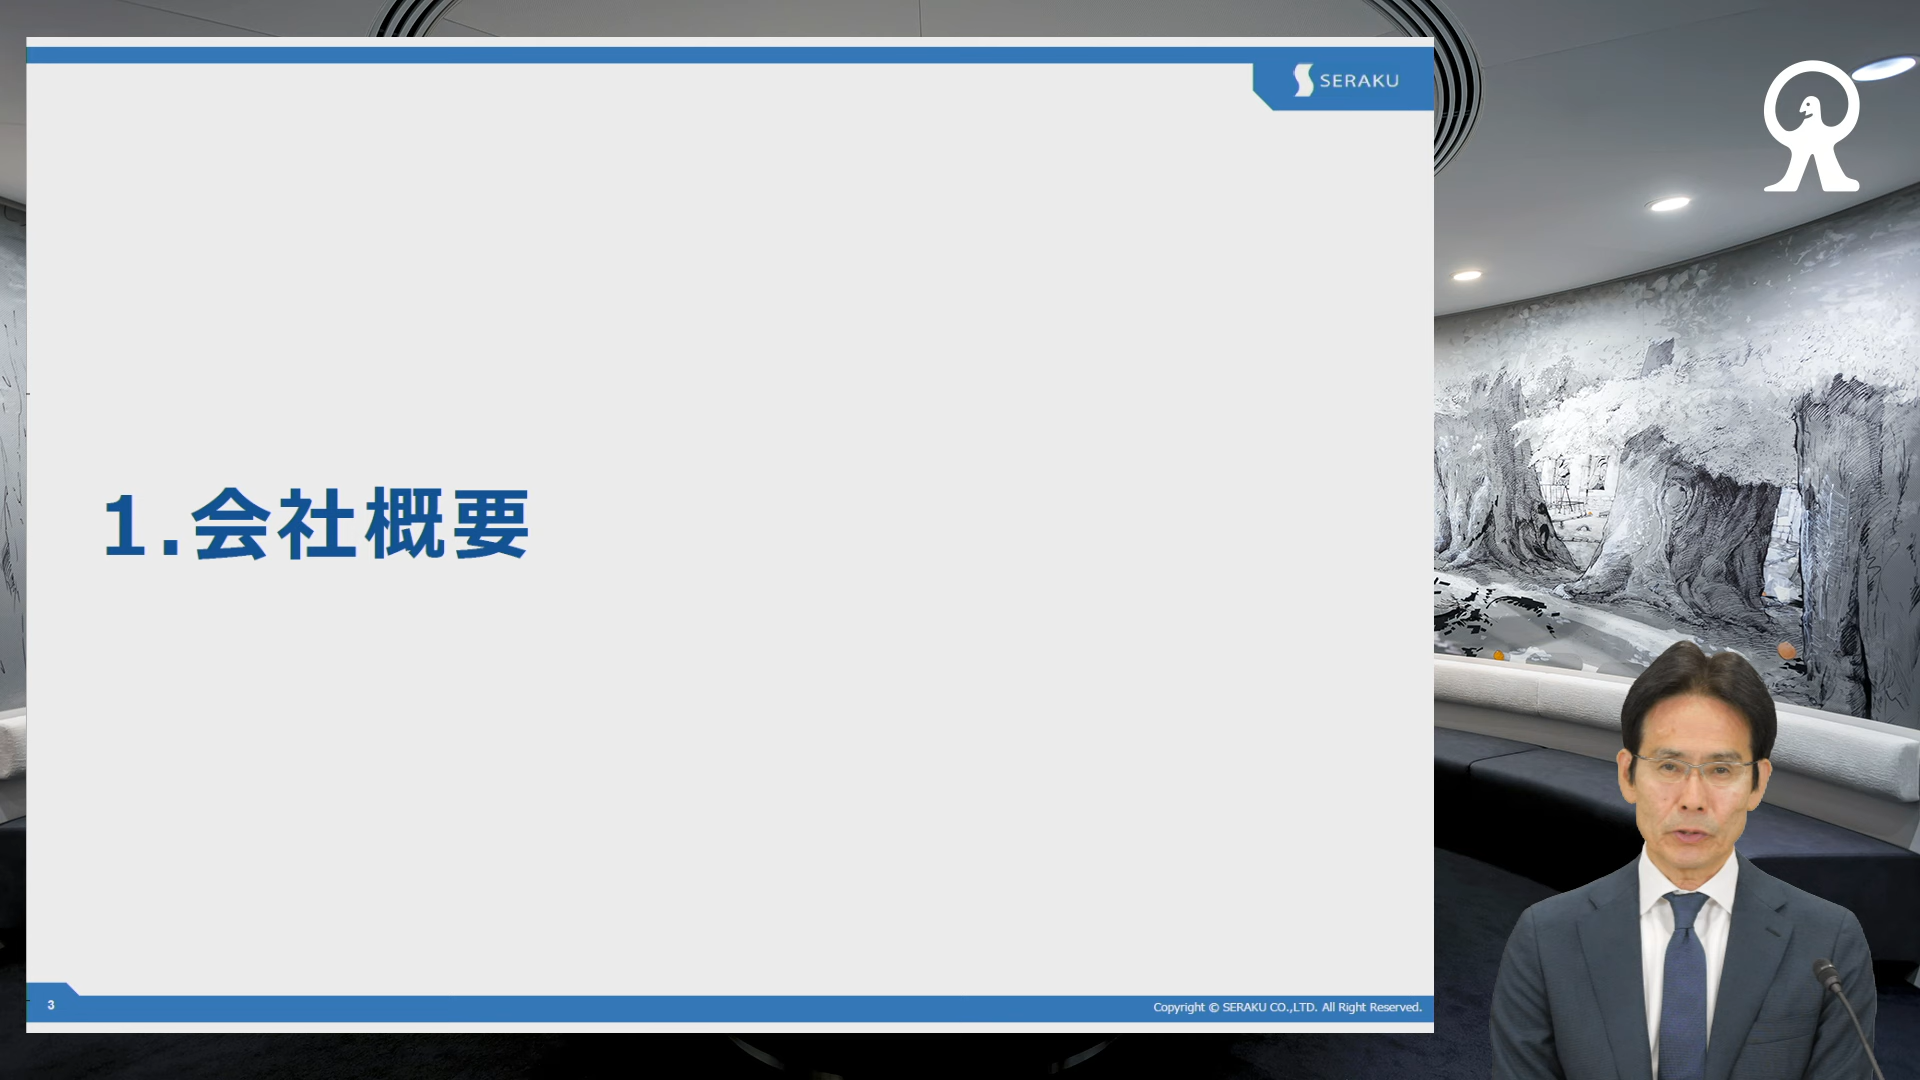 SERAKU
1.会社概要
3
Copyright © SERAKU CO.,LTD. All Right Reserved.